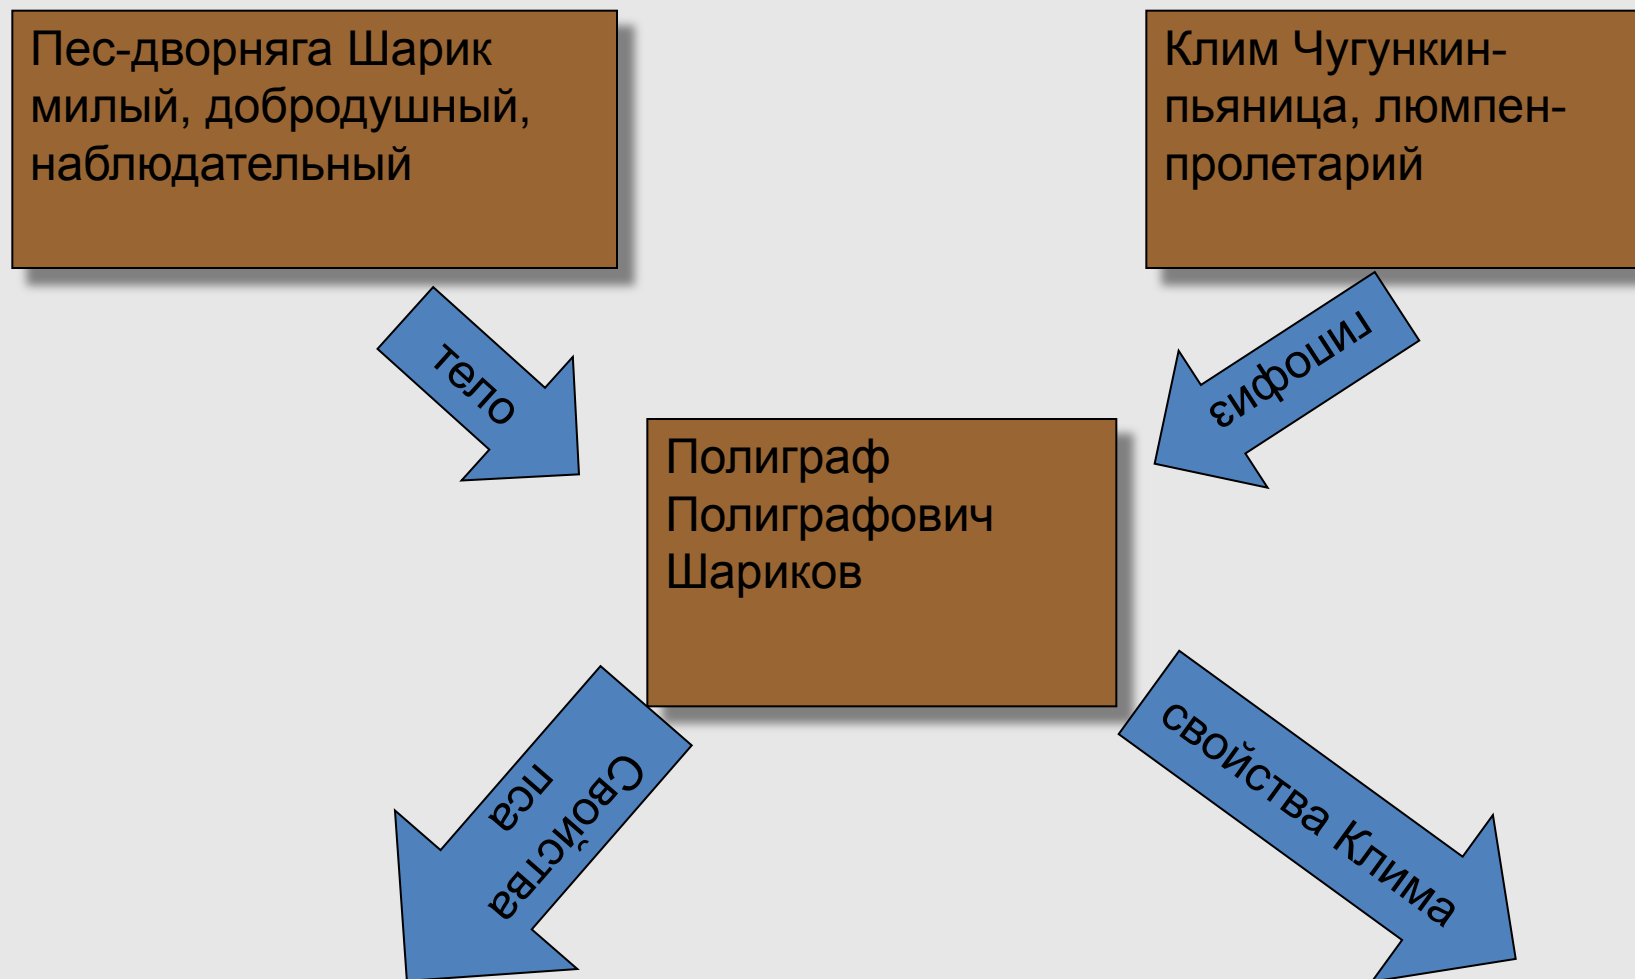 Пес-дворняга Шарик
милый, добродушный,
наблюдательный
Клим Чугункин-
пьяница, люмпен-
пролетарий
тело
гипофиз
Полиграф
Полиграфович
Шариков
Свойства
пса
свойства Клима